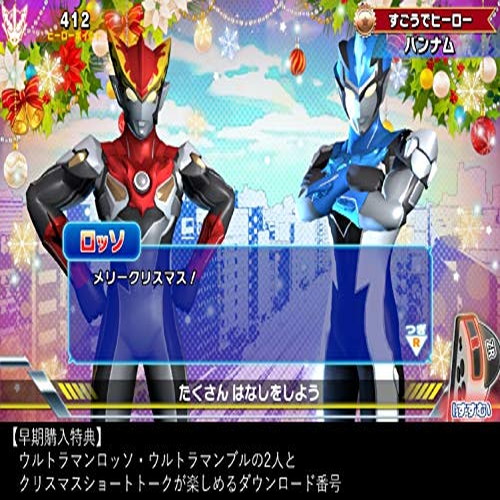 412
ヒーローポイント
すごうでヒーロー
バンナム
ロッソ
メリークリスマス!
つぎ
R
ZR
R
すすむ
たくさん はなしをしよう
【早期購入特典】
ウルトラマンロッソ・ウルトラマンブルの2人と
クリスマスショートトークが楽しめるダウンロード番号